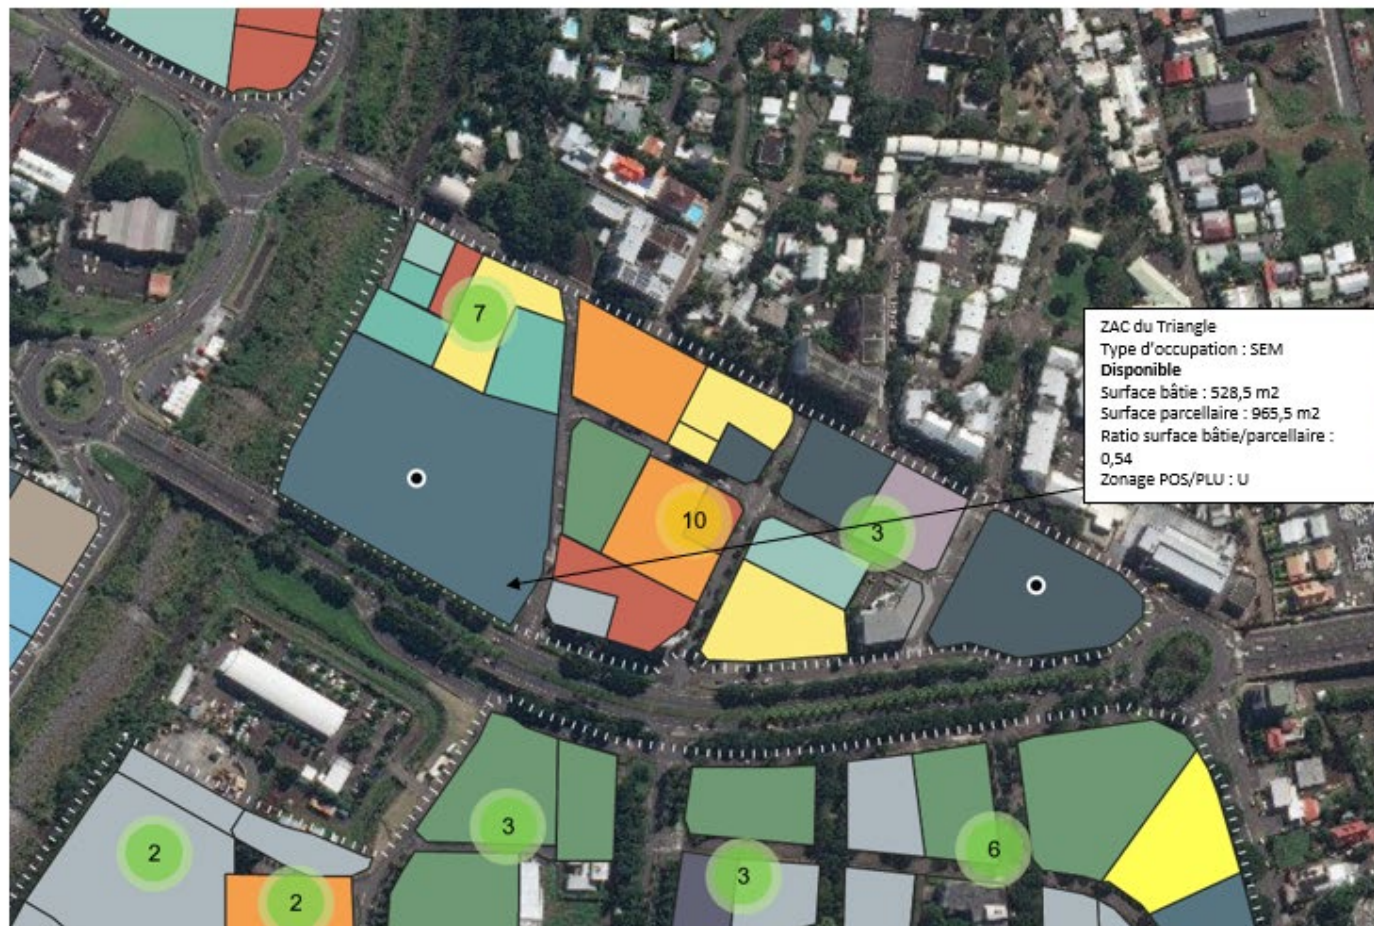 7
ZAC du Triangle
Type d'occupation : SEM
Disponible
Surface bâtie : 528,5 m2
Surface parcellaire : 965,5 m2
Ratio surface bâtie/parcellaire :
0,54
Zonage POS/PLU : U
10
3
3
2
3
6
2